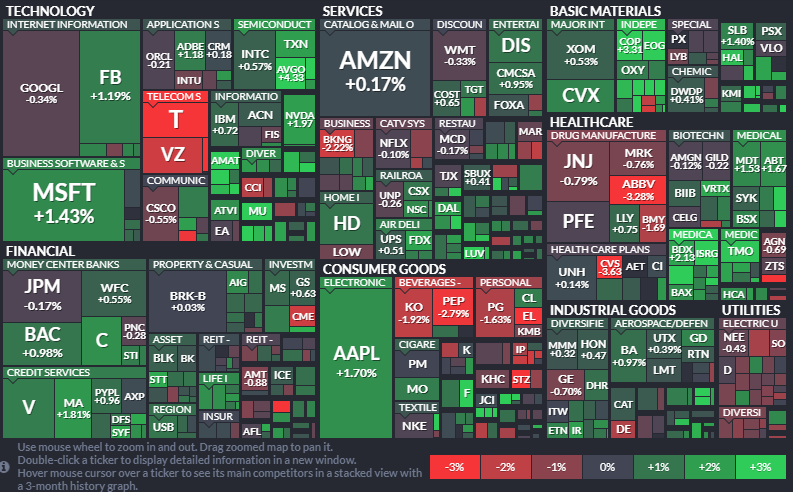 TECHNOLOGY
INTERNET INFORMATION
GOOGL
-0.34%
FB
+1.19%
APPLICATION S
ORCL
-0.21
ADBE
+1.18
CRM
+0.18
INTU
SEMICONDUCT
INTC
+0.57%
TXN
AVGO
+4.33
NVDA
+1.97
TELECOM S
T
VZ
INFORMATIO
IBM
+0.72
ACN
FIS
AMAT
DIVER
CCI
MU
BUSINESS SOFTWARE & S
MSFT
+1.43%
COMMUNIC
CSCO
-0.55%
ATVI
EA
FINANCIAL
MONEY CENTER BANKS
JPM
-0.17%
WFC
+0.55%
BAC
+0.98%
C
PNC
-0.28
STI
PROPERTY & CASUAL
BRK-B
+0.03%
AIG
INVESTM
MS
GS
+0.63
CME
CREDIT SERVICES
V
MA
+1.81%
PYPL
+0.96
AXP
DFS
SYF
ASSET
BLK
BK
STT
REIT -
LIFE I
REIT -
AMT
-0.88
ICE
REGION
USB
INSUR
AFL
SERVICES
CATALOG & MAIL O
AMZN
+0.17%
DISCOUN
WMT
-0.33%
COST
+0.65
TGT
ENTERTAI
DIS
CMCSA
+0.95%
FOXA
BUSINESS
BKNG
-2.22%
CATV SYS
NFLX
-0.10%
RESTAU
MCD
-0.17%
SBUX
+0.41
MAR
HOME I
HD
LOW
RAILROA
UNP
-0.26
CSX
NSC
AIR DELI
UPS
+0.51
FDX
TJX
DAL
LUV
CONSUMER GOODS
ELECTRONIC
AAPL
+1.70%
BEVERAGES -
KO
-1.92%
PEP
-2.79%
PERSONAL
PG
-1.63%
CL
EL
KMB
CIGARE
PM
MO
K
IP
KHC
STZ
F
JCI
TEXTILE
NKE
BASIC MATERIALS
MAJOR INT
XOM
+0.53%
CVX
INDEPE
COP
+3.31
EOG
OXY
SPECIAL
PX
LYB
CHEMIC
DWDP
+0.41%
SLB
+1.40%
HAL
KMI
PSX
VLO
HEALTHCARE
DRUG MANUFACTURE
JNJ
-0.79%
MRK
-0.76%
ABBV
-3.28%
PFE
LLY
+0.75
BMY
-1.69
BIOTECHN
AMGN
-0.12%
GILD
-0.22
BIIB
VRTX
CELG
MEDICAL
MDT
+1.53
ABT
+1.67
SYK
BSX
HEALTH CARE PLANS
UNH
+0.14%
CVS
-3.63
AET
CI
MEDICA
BDX
+2.13
ISRG
BAX
MEDIC
TMO
HCA
AGN
-0.69
ZTS
INDUSTRIAL GOODS
DIVERSIFIE
MMM
+0.32
HON
+0.47
GE
-0.70%
DHR
ITW
ETN
IR
AEROSPACE/DEFEN
BA
+0.97%
UTX
+0.39%
GD
RTN
LMT
CAT
DE
UTILITIES
ELECTRIC U
NEE
-0.43
SO
D
DIVERSI
Use mouse wheel to zoom in and out. Drag zoomed map to pan it.
Double-click a ticker to display detailed information in a new window.
Hover mouse cursor over a ticker to see its main competitors in a stacked view with
a 3-month history graph.
-3%
-2%
-1%
0%
+1%
+2%
+3%